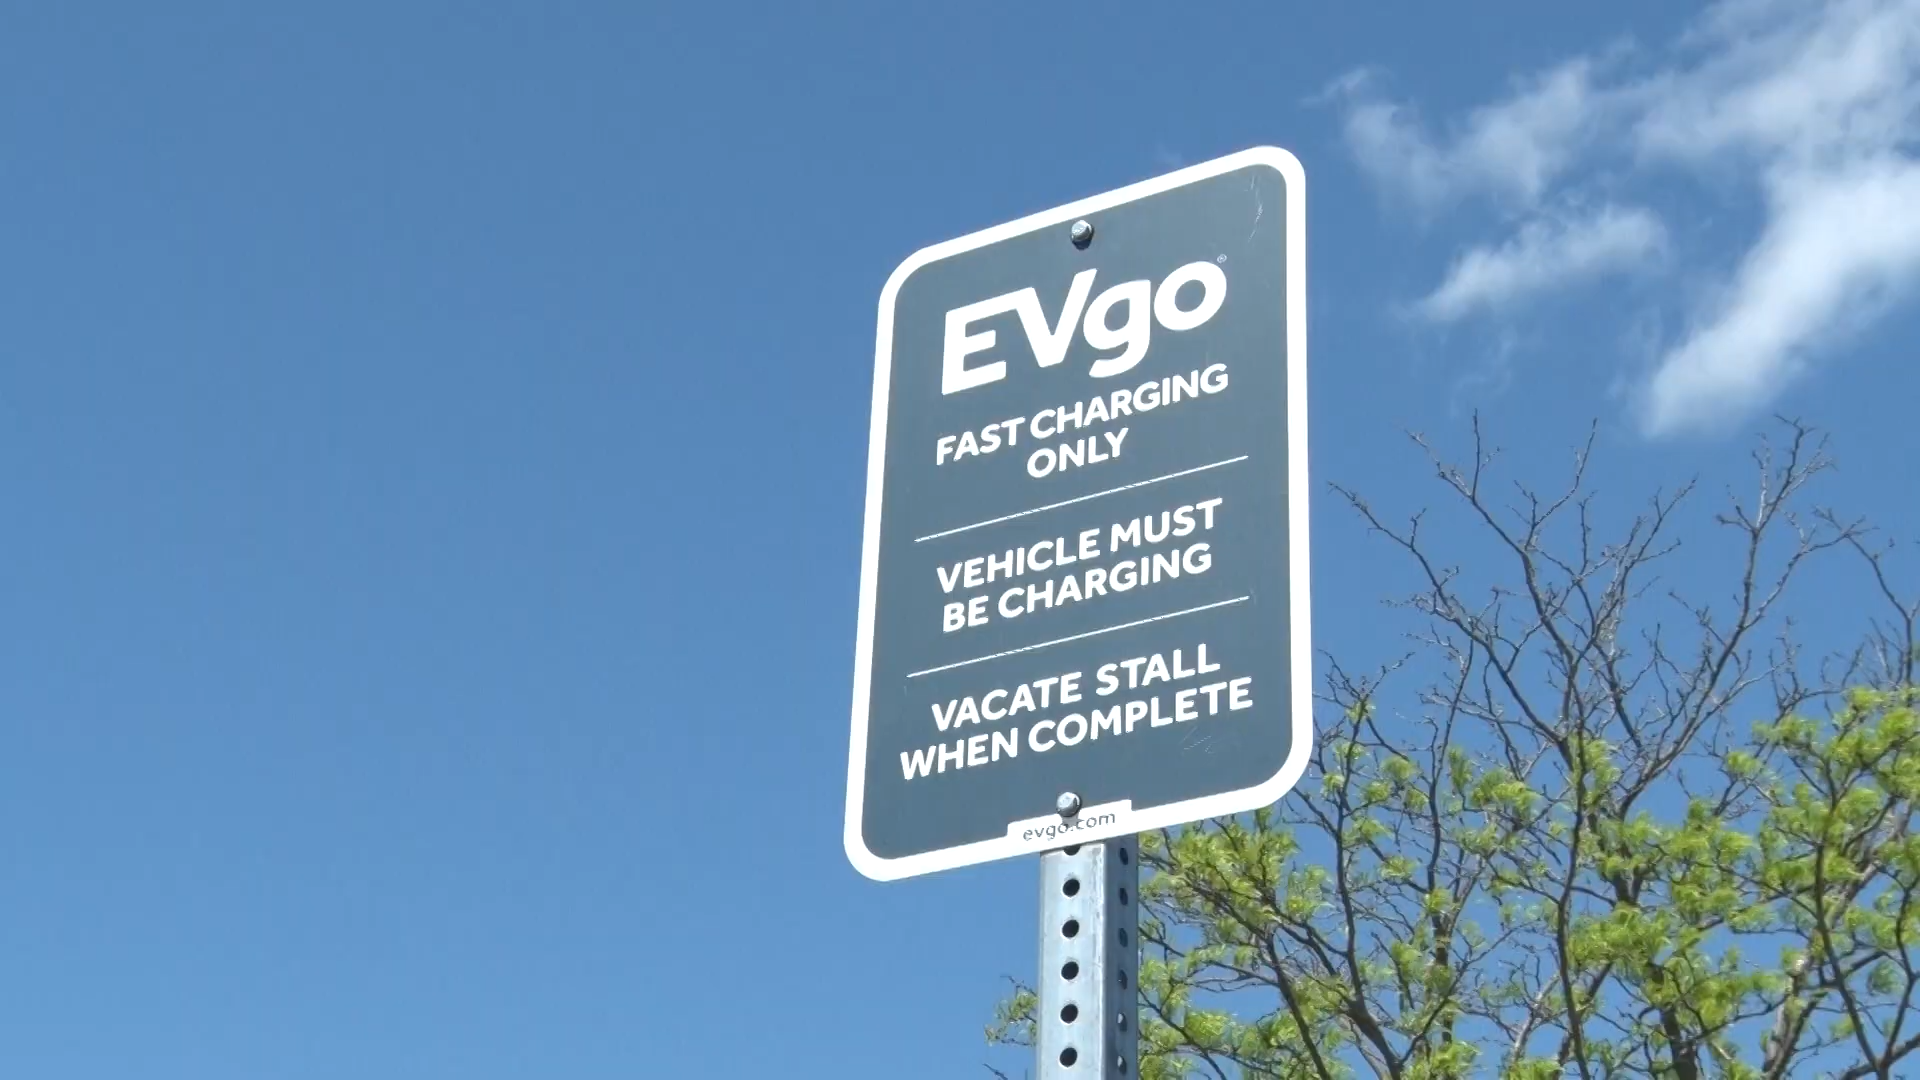 EVgo®
FAST CHARGING
ONLY
VEHICLE MUST
BE CHARGING
VACATE STALL
WHEN COMPLETE
evgo.com